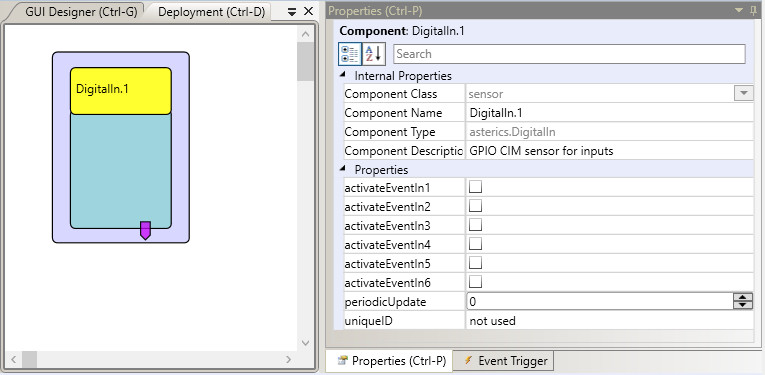 GUI Designer (Ctrl-G) Deployment (Ctrl-D)
DigitalIn.1
Properties (Ctrl-P)
Component: DigitalIn.1
A
Z
Search
Internal Properties
Component Class sensor
Component Name DigitalIn.1
Component Type asterics.DigitalIn
Component Descriptio GPIO CIM sensor for inputs
Properties
activateEventIn1
activateEventIn2
activateEventIn3
activateEventIn4
activateEventIn5
activateEventIn6
periodicUpdate 0
uniqueID not used
Properties (Ctrl-P) Event Trigger